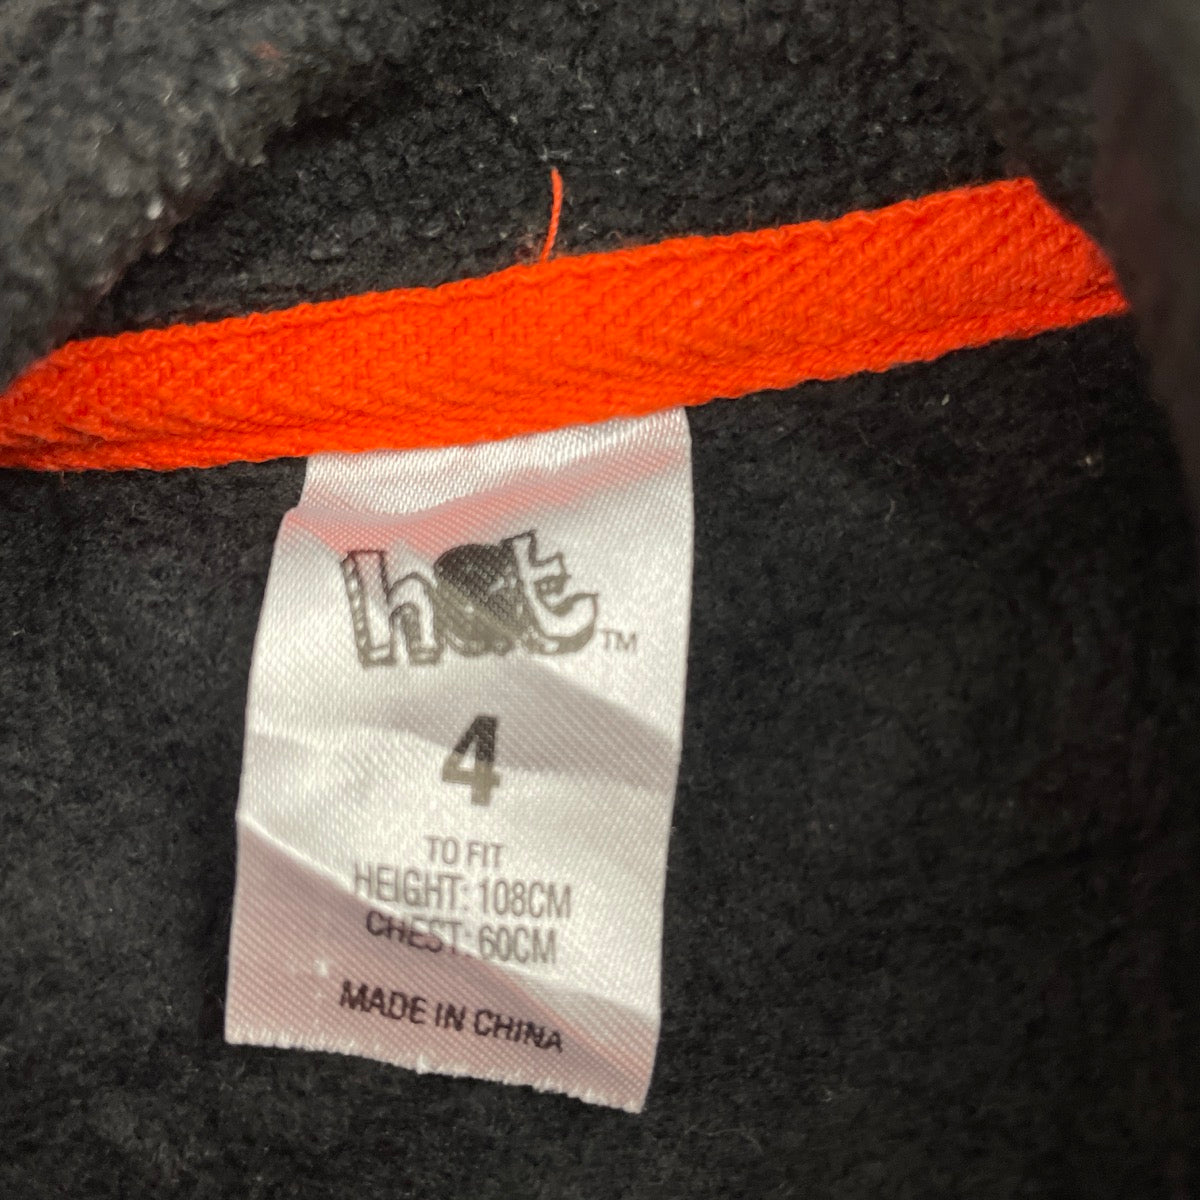 hot™
4
TO FIT
HEIGHT: 108CM
CHEST: 60CM
MADE IN CHINA